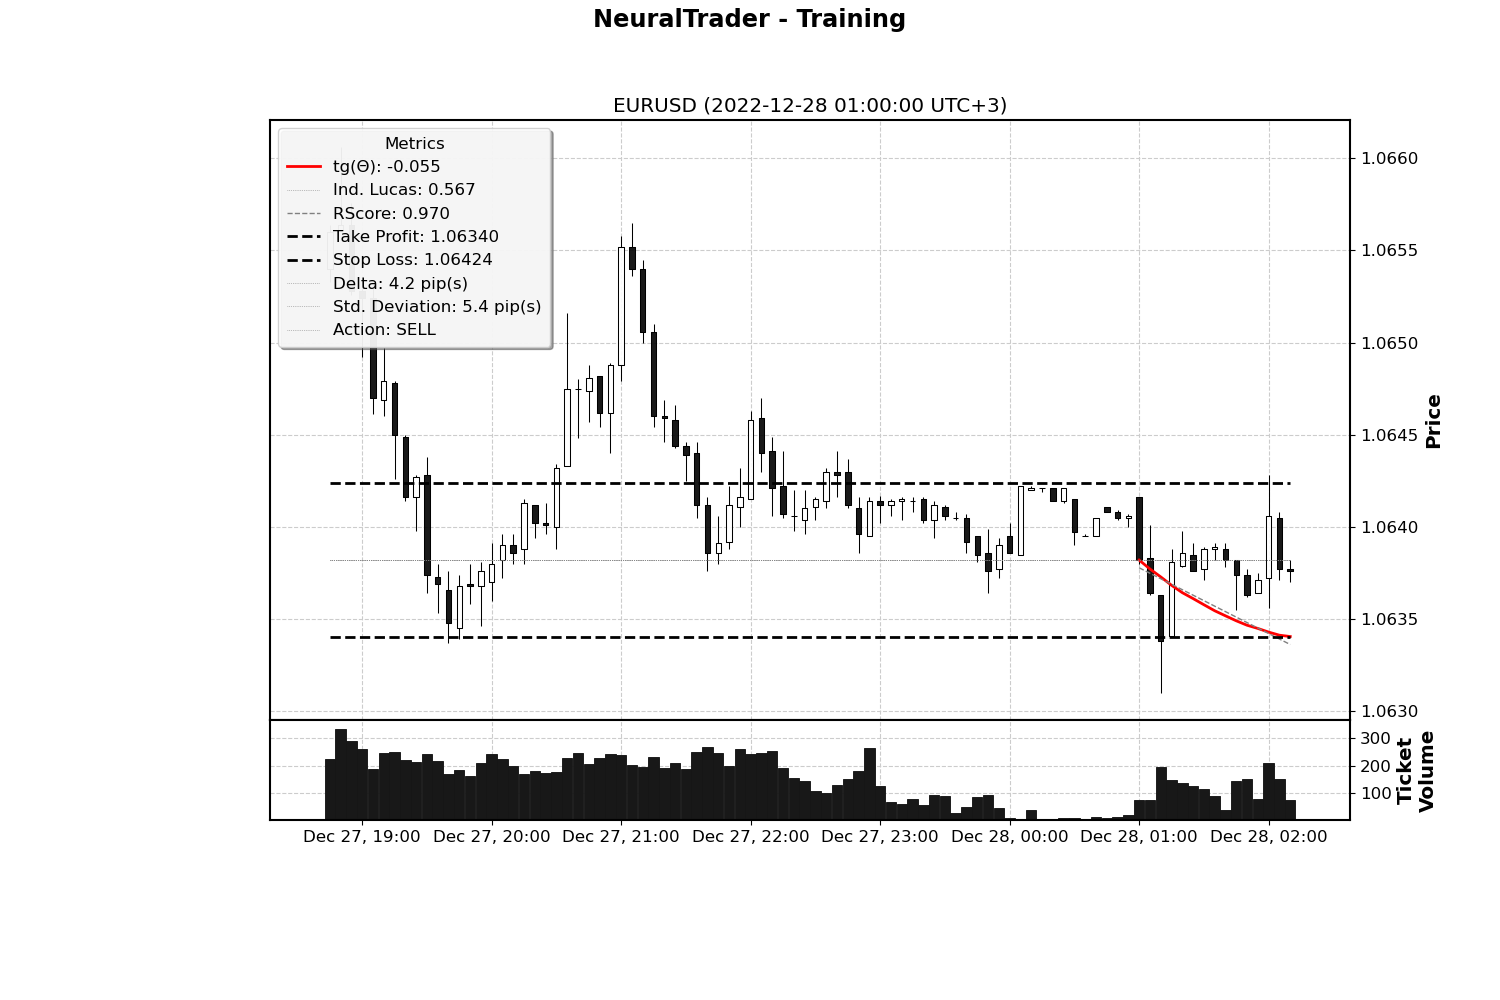 NeuralTrader - Training
EURUSD (2022-12-28 01:00:00 UTC+3)
Metrics
tg(Θ): -0.055
Ind. Lucas: 0.567
RScore: 0.970
Take Profit: 1.06340
Stop Loss: 1.06424
Delta: 4.2 pip(s)
Std. Deviation: 5.4 pip(s)
Action: SELL
1.0660
1.0655
1.0650
1.0645
1.0640
1.0635
1.0630
Price
300
200
100
Ticket
Volume
Dec 27, 19:00
Dec 27, 20:00
Dec 27, 21:00
Dec 27, 22:00
Dec 27, 23:00
Dec 28, 00:00
Dec 28, 01:00
Dec 28, 02:00